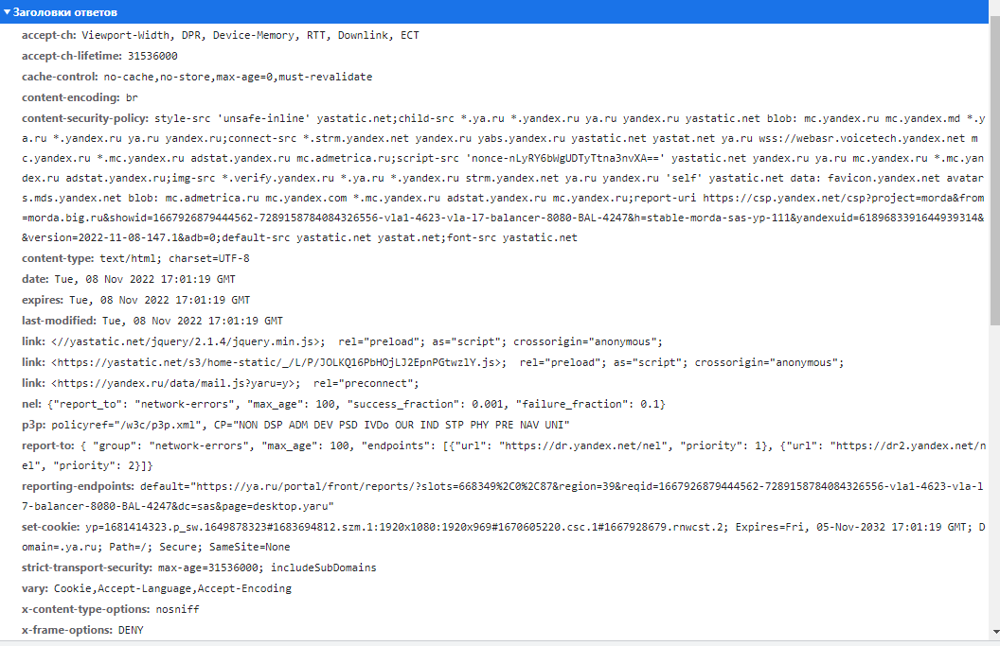 Заголовки ответов
accept-ch: Viewport-Width, DPR, Device-Memory, RTT, Downlink, ECT
accept-ch-lifetime: 31536000
cache-control: no-cache,no-store,max-age=0,must-revalidate
content-encoding: br
content-security-policy: style-src 'unsafe-inline' yastatic.net;child-src *.ya.ru *.yandex.ru ya.ru yandex.ru yastatic.net blob: mc.yandex.ru mc.yandex.md *.y
a.ru *.yandex.ru ya.ru yandex.ru;connect-src *.strm.yandex.net yandex.ru yabs.yandex.ru yastatic.net yastat.net ya.ru wss://webasr.voicetech.yandex.net m
c.yandex.ru *.mc.yandex.ru adstat.yandex.ru mc.admetrica.ru;script-src 'nonce-nLyRY6bWgUDTyTtna3nvXA==' yastatic.net yandex.ru ya.ru mc.yandex.ru *.mc.yan
dex.ru adstat.yandex.ru;img-src *.verify.yandex.ru *.ya.ru *.yandex.ru strm.yandex.net ya.ru yandex.ru 'self' yastatic.net data: favicon.yandex.net avatar
s.mds.yandex.net blob: mc.admetrica.ru mc.yandex.com *.mc.yandex.ru adstat.yandex.ru mc.yandex.ru;report-uri https://csp.yandex.net/csp?project=morda&from
=morda.big.ru&showid=1667926879444562-7289158784084326556-vla1-4623-vla-l7-balancer-8080-BAL-4247&h=stable-morda-sas-yp-111&yandexuid=6189683391644939314&
&version=2022-11-08-147.1&adb=0;default-src yastatic.net yastat.net;font-src yastatic.net
content-type: text/html; charset=UTF-8
date: Tue, 08 Nov 2022 17:01:19 GMT
expires: Tue, 08 Nov 2022 17:01:19 GMT
last-modified: Tue, 08 Nov 2022 17:01:19 GMT
link: <//yastatic.net/jquery/2.1.4/jquery.min.js>; rel="preload"; as="script"; crossorigin="anonymous";
link: <https://yastatic.net/s3/home-static/_/L/P/JOLKQ16PbHOjLJ2EpnPGtwzlY.js>; rel="preload"; as="script"; crossorigin="anonymous";
link: <https://yandex.ru/data/mail.js?yaru=y>; rel="preconnect";
nel: {"report_to": "network-errors", "max_age": 100, "success_fraction": 0.001, "failure_fraction": 0.1}
p3p: policyref="/w3c/p3p.xml", CP="NON DSP ADM DEV PSD IVDo OUR IND STP PHY PRE NAV UNI"
report-to: { "group": "network-errors", "max_age": 100, "endpoints": [{"url": "https://dr.yandex.net/nel", "priority": 1}, {"url": "https://dr2.yandex.net/n
el", "priority": 2}]}
reporting-endpoints: default="https://ya.ru/portal/front/reports/?slots=668349%2C0%2C87&region=39&reqid=1667926879444562-7289158784084326556-vla1-4623-vla-l
7-balancer-8080-BAL-4247&dc=sas&page=desktop.yaru"
set-cookie: yp=1681414323.p_sw.1649878323#1683694812.szm.1:1920x1080:1920x969#1670605220.csc.1#1667928679.rnwcst.2; Expires=Fri, 05-Nov-2032 17:01:19 GMT; D
omain=.ya.ru; Path=/; Secure; SameSite=None
strict-transport-security: max-age=31536000; includeSubDomains
vary: Cookie,Accept-Language,Accept-Encoding
x-content-type-options: nosniff
x-frame-options: DENY